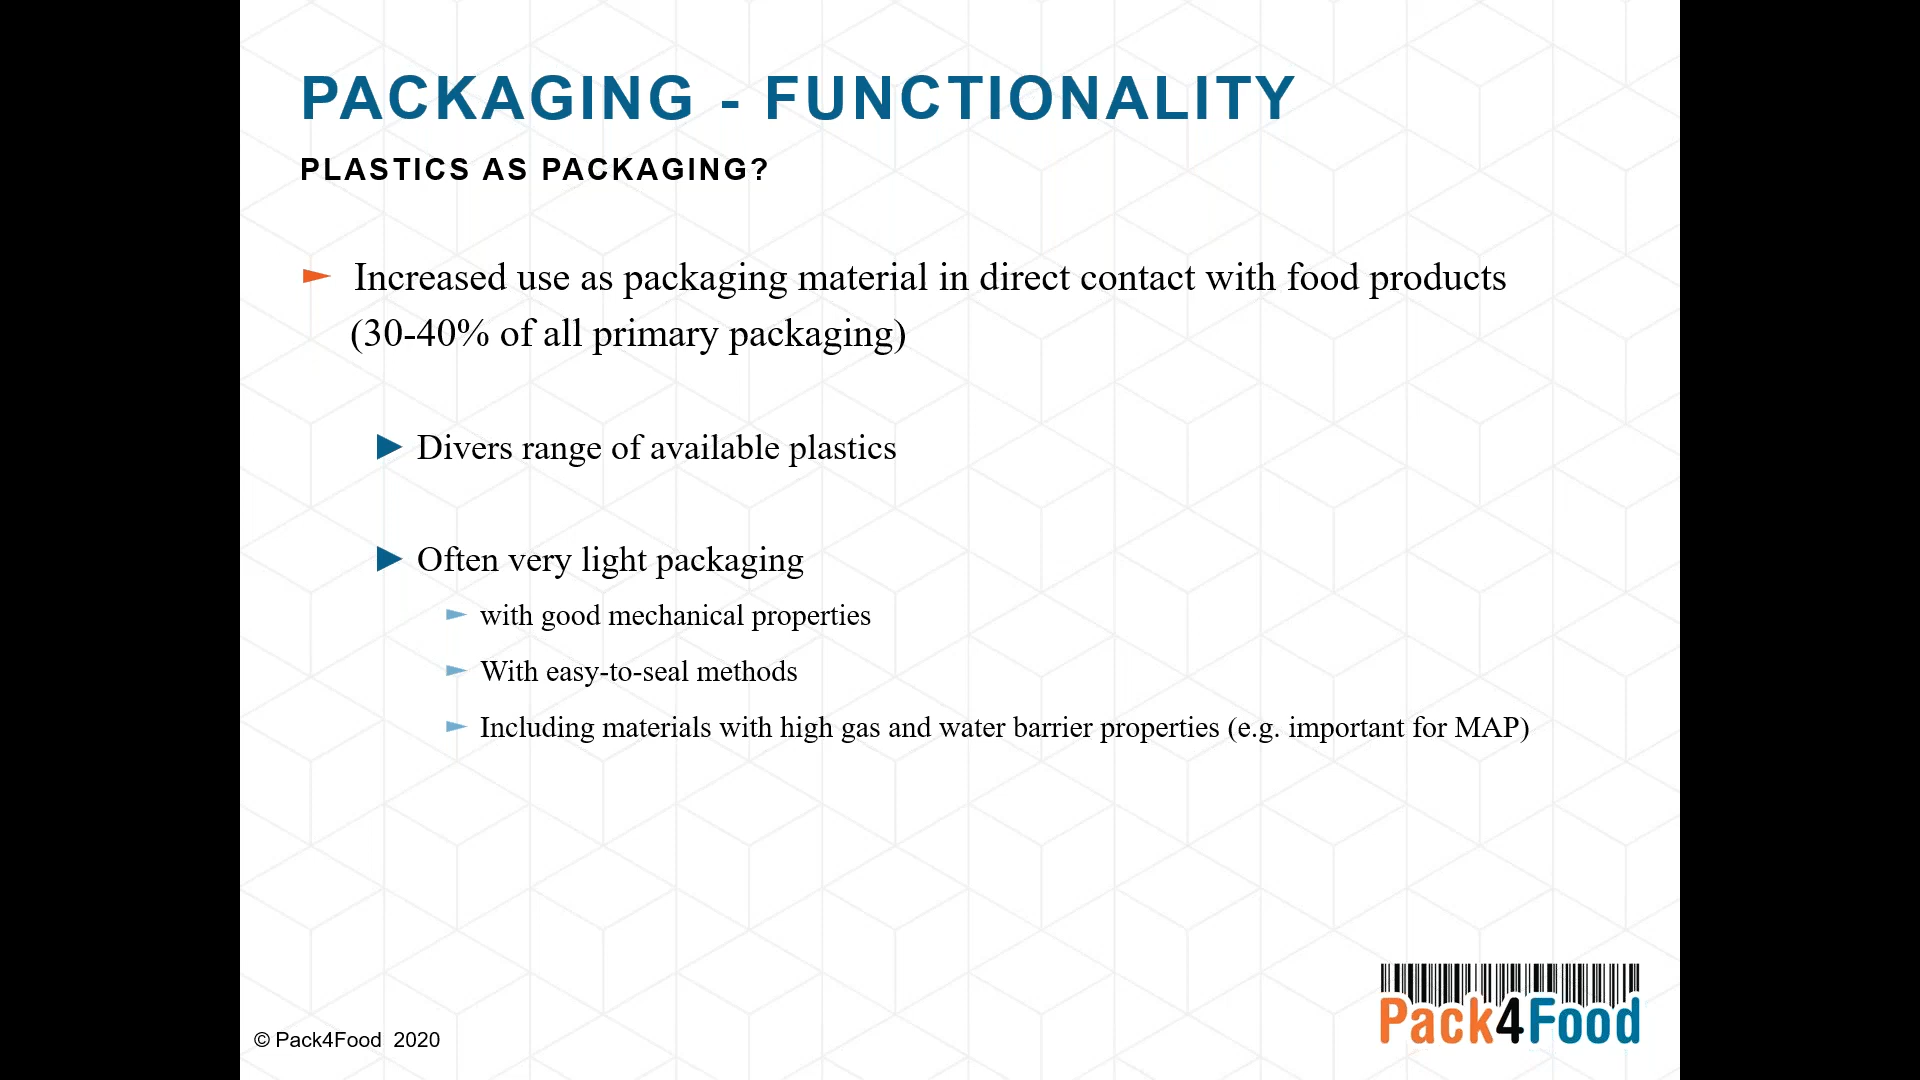 PACKAGING - FUNCTIONALITY
PLASTICS AS PACKAGING?
Increased use as packaging material in direct contact with food products
(30-40% of all primary packaging)
Divers range of available plastics
Often very light packaging
with good mechanical properties
With easy-to-seal methods
Including materials with high gas and water barrier properties (e.g. important for MAP)
Pack4Food
© Pack4Food 2020